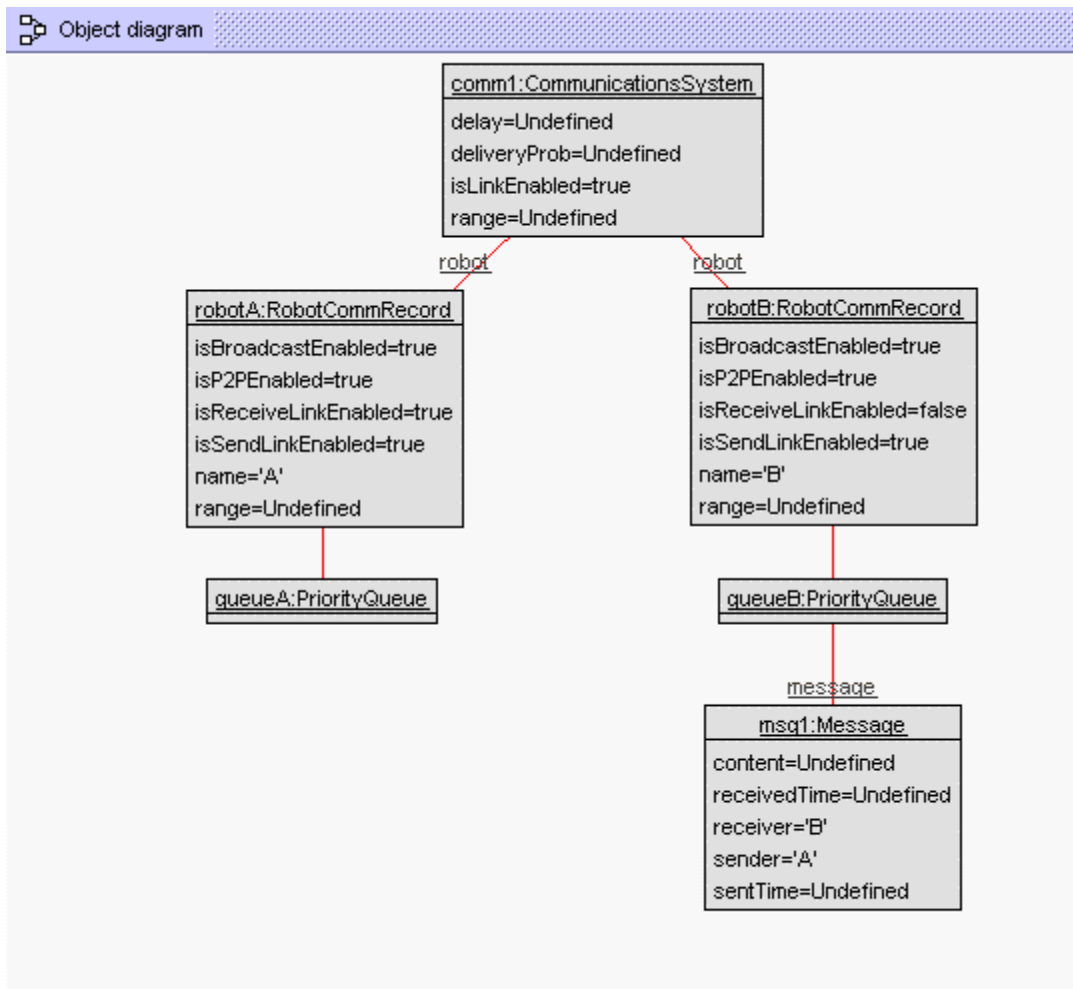 Object diagram
comm1:CommunicationsSystem
delay=Undefined
deliveryProb=Undefined
isLinkEnabled=true
range=Undefined
robot
robot
robotA:RobotCommRecord
isBroadcastEnabled=true
isP2PEnabled=true
isReceiveLinkEnabled=true
isSendLinkEnabled=true
name='A'
range=Undefined
robotB:RobotCommRecord
isBroadcastEnabled=true
isP2PEnabled=true
isReceiveLinkEnabled=false
isSendLinkEnabled=true
name='B'
range=Undefined
queueA:PriorityQueue
queueB:PriorityQueue
message
msg1:Message
content=Undefined
receivedTime=Undefined
receiver='B'
sender='A'
sentTime=Undefined